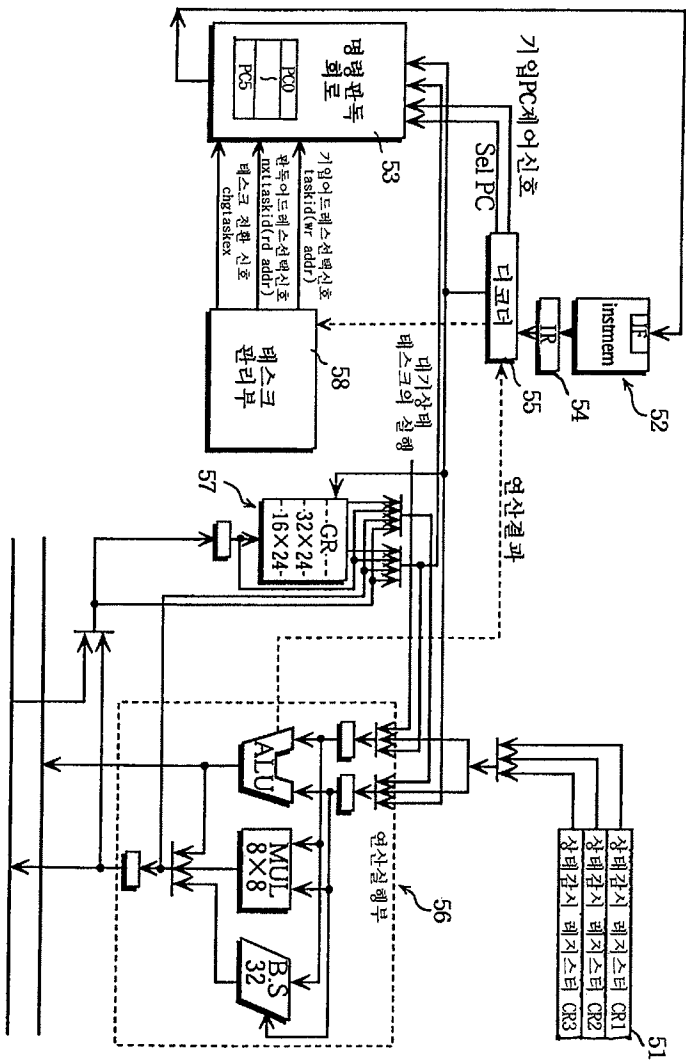 상태감시 레지스터 CR1
상태감시 레지스터 CR2
상태감시 레지스터 CR3
51
IF
instmem
52
IR
54
디코더
55
기입PC제어신호
Sel PC
명령판독
회로
PC0
~
PC5
53
기입어드레스선택신호
taskid(wr addr)
판독어드레스선택신호
nxttaskid(rd addr)
태스크 전환 신호
chgtaskex
태스크
관리부
58
대기상태
태스크의 실행
연산결과
57
GR
32×24
16×24
연산실행부
56
ALU
MUL
8×8
B.S
32